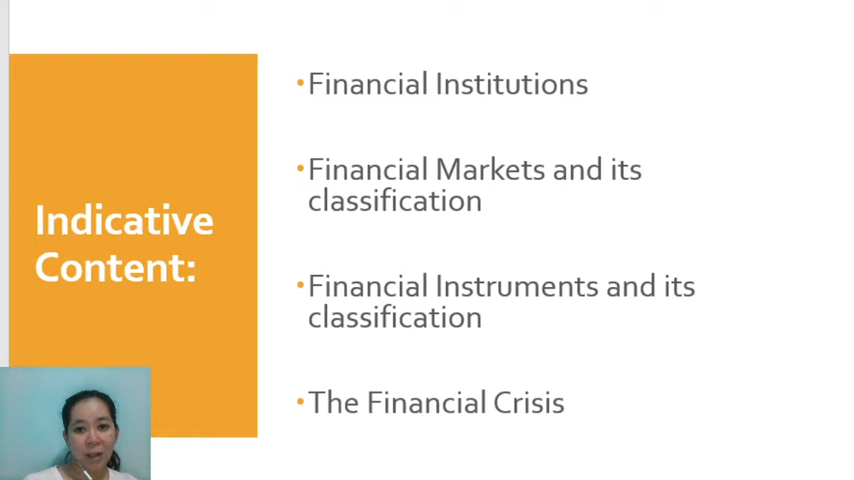 Indicative
Content:
•Financial Institutions
•Financial Markets and its
classification
•Financial Instruments and its
classification
•The Financial Crisis